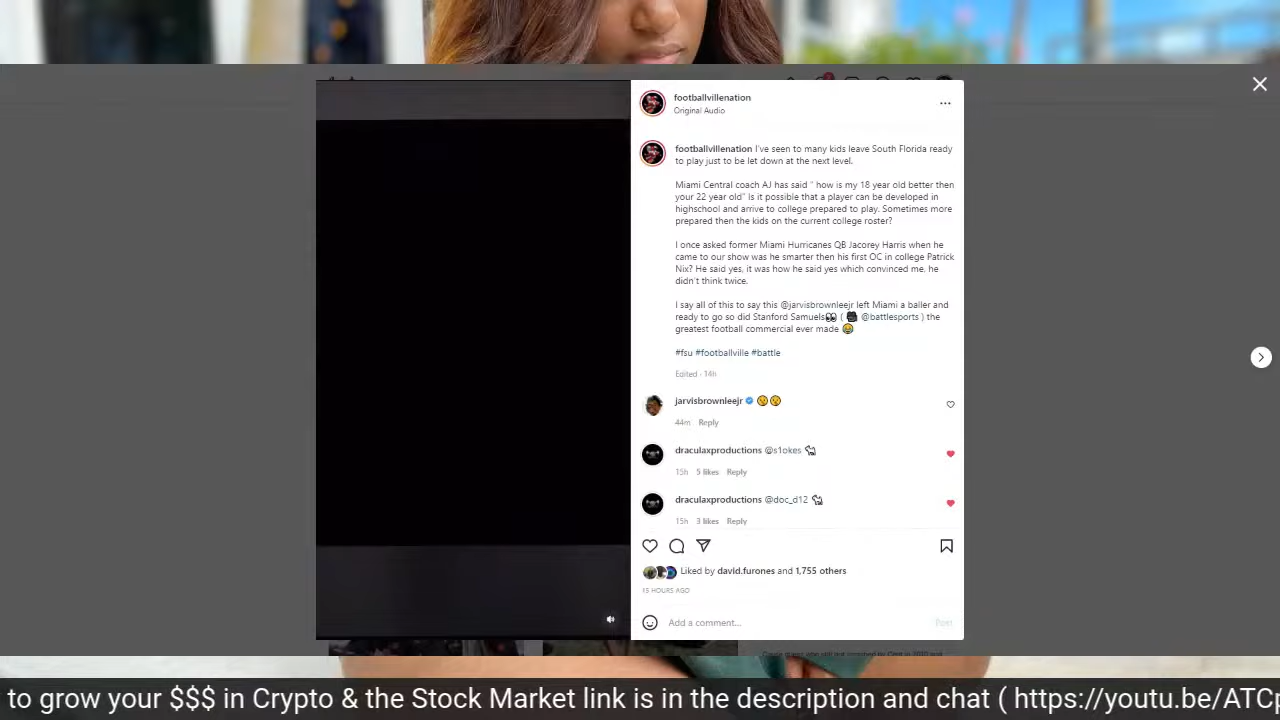 footballvillenation
Original Audio
footballvillenation I've seen to many kids leave South Florida ready
to play just to be let down at the next level.
Miami Central coach AJ has said " how is my 18 year old better then
your 22 year old" Is it possible that a player can be developed in
highschool and arrive to college prepared to play. Sometimes more
prepared then the kids on the current college roster?
I once asked former Miami Hurricanes QB Jacorey Harris when he
came to our show was he smarter then his first OC in college Patrick
Nix? He said yes, it was how he said yes which convinced me, he
didn't think twice.
I say all of this to say this @jarvisbrownleejr left Miami a baller and
ready to go so did Stanford Samuels👀 ( 🎒 @battlesports ) the
greatest football commercial ever made 😂
#fsu #footballville #battle
Edited · 14h
jarvisbrownleejr 😮😮
44m Reply
draculaxproductions @s1okes 🐈‍⬛
15h 5 likes Reply
draculaxproductions @doc_d12 🐈‍⬛
15h 3 likes Reply
Liked by david.furones and 1,755 others
15 HOURS AGO
Add a comment...
Post
to grow your $$$ in Crypto & the Stock Market link is in the description and chat ( https://youtu.be/ATCp